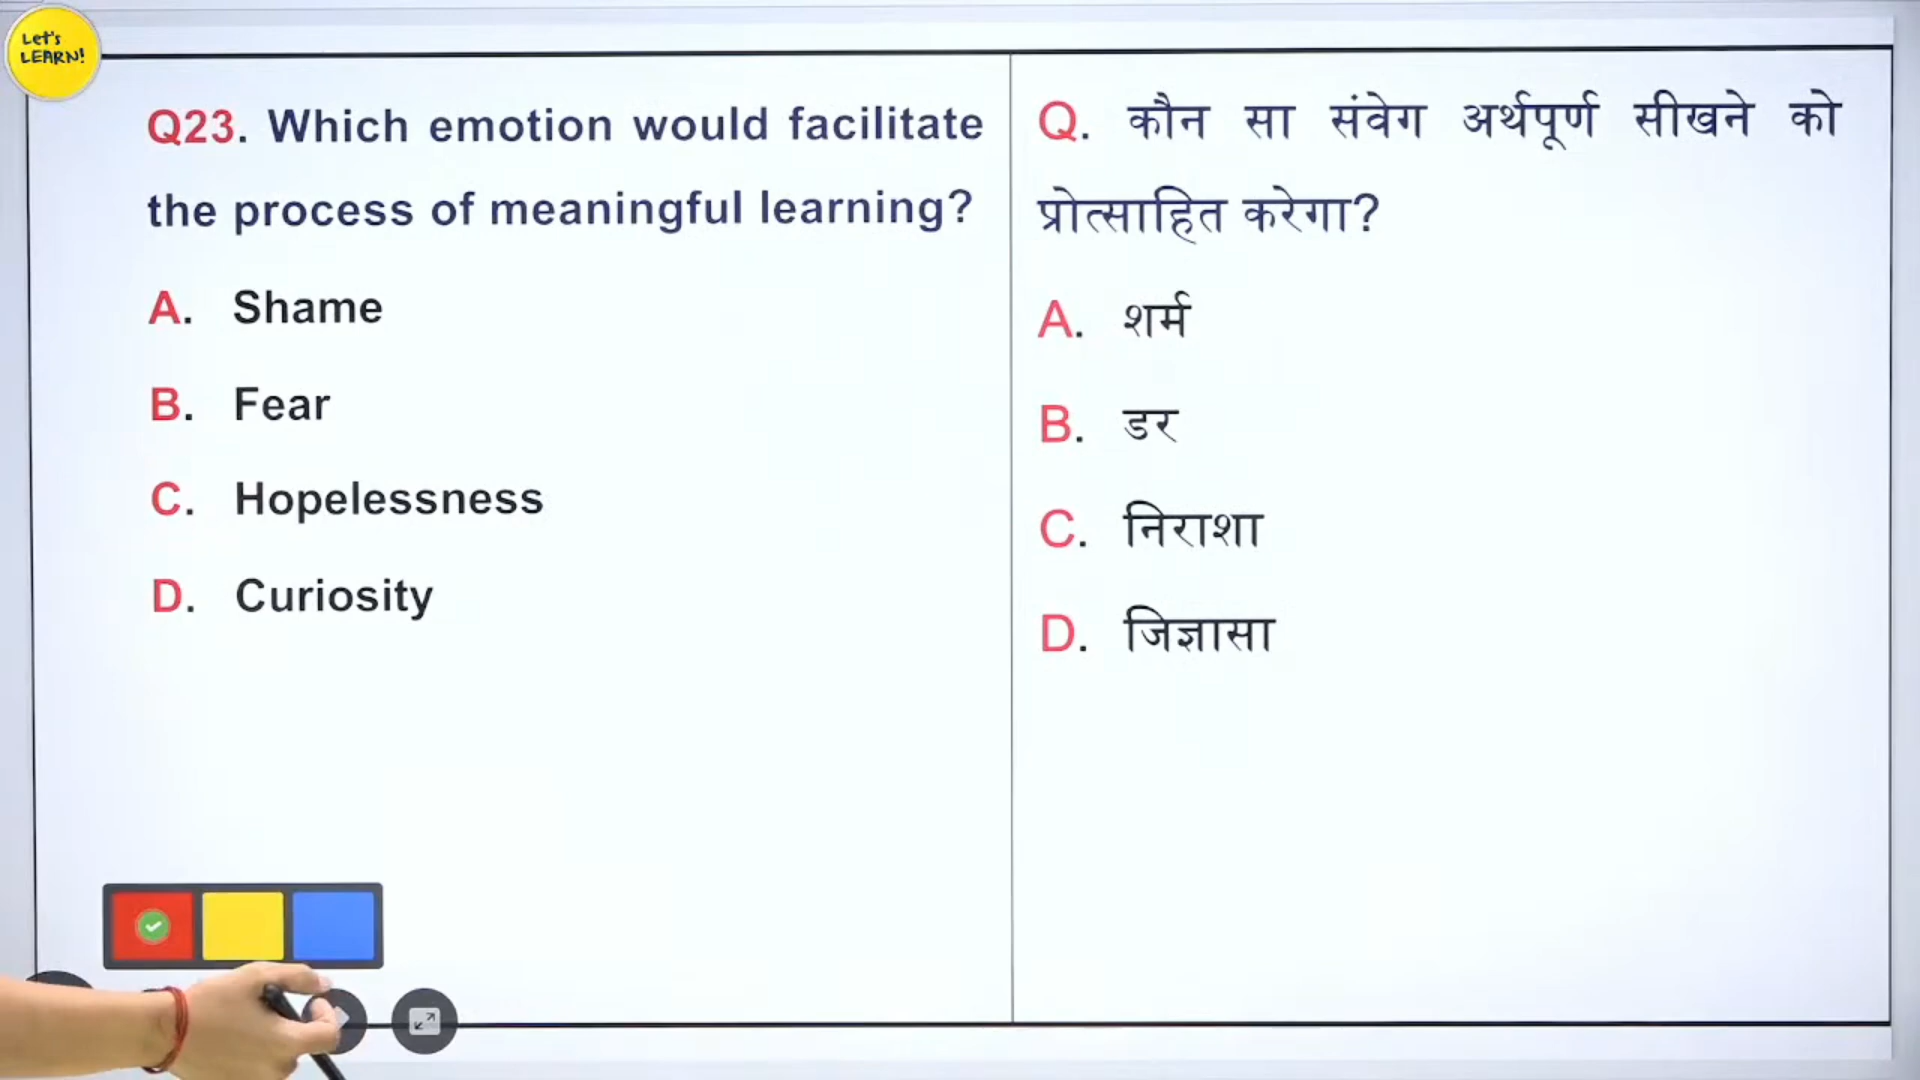 Let's
LEARN!
Q23. Which emotion would facilitate
the process of meaningful learning?
A. Shame
B. Fear
C. Hopelessness
D. Curiosity
Q. कौन सा संवेग अर्थपूर्ण सीखने को
प्रोत्साहित करेगा?
A. शर्म
B. डर
C. निराशा
D. जिज्ञासा